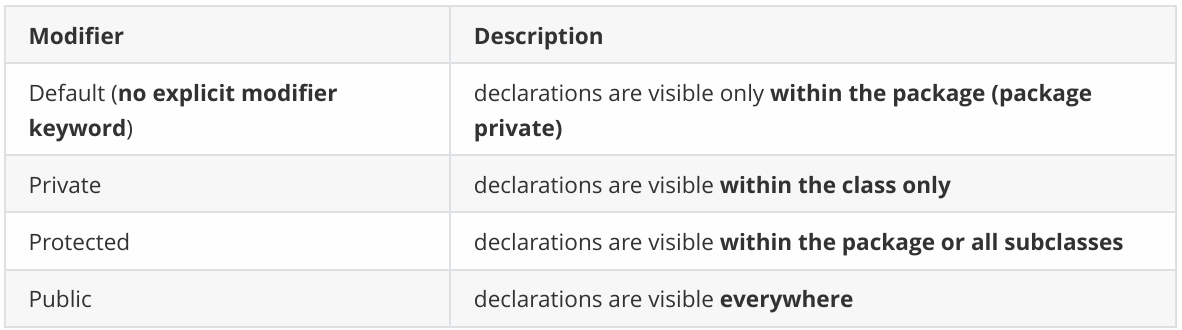 Modifier
Description
Default (no explicit modifier
keyword)
declarations are visible only within the package (package
private)
Private
declarations are visible within the class only
Protected
declarations are visible within the package or all subclasses
Public
declarations are visible everywhere